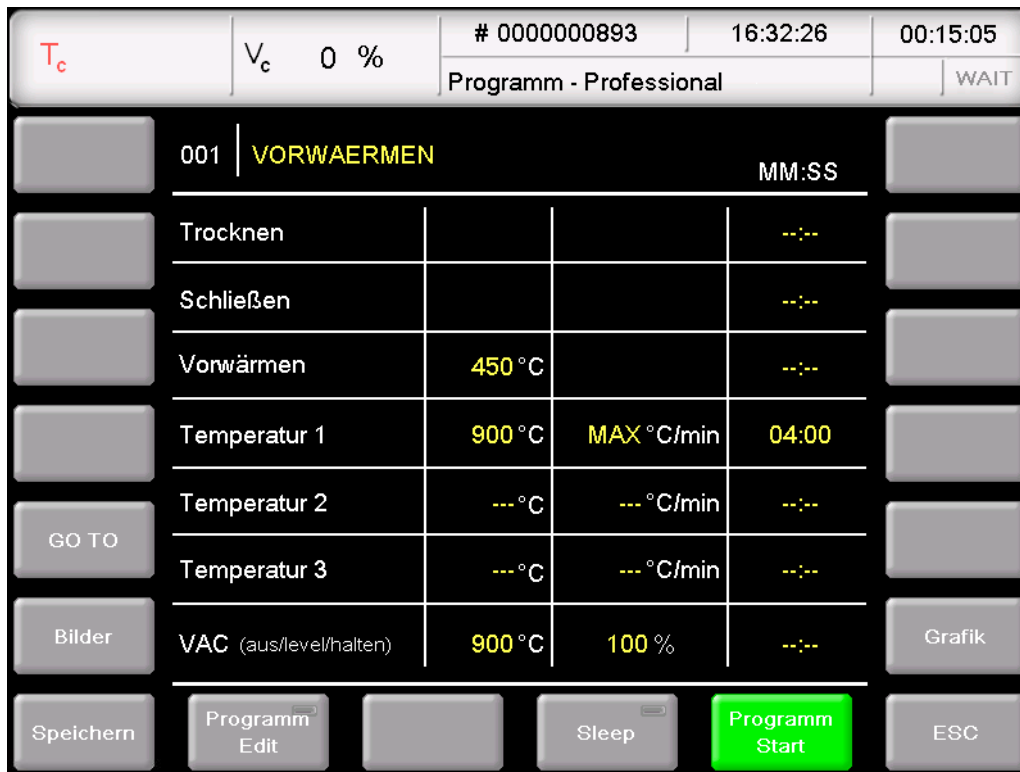 Tc Vc 0 % # 0000000893 16:32:26 00:15:05
Programm - Professional WAIT
001 VORWAERMEN MM:SS
Trocknen --:--
Schließen --:--
Vorwärmen 450 °C --:--
Temperatur 1 900 °C MAX °C/min 04:00
Temperatur 2 --- °C --- °C/min --:--
GO TO
Temperatur 3 --- °C --- °C/min --:--
Bilder VAC (aus/level/halten) 900 °C 100 % --:-- Grafik
Speichern Programm Edit Sleep Programm Start ESC